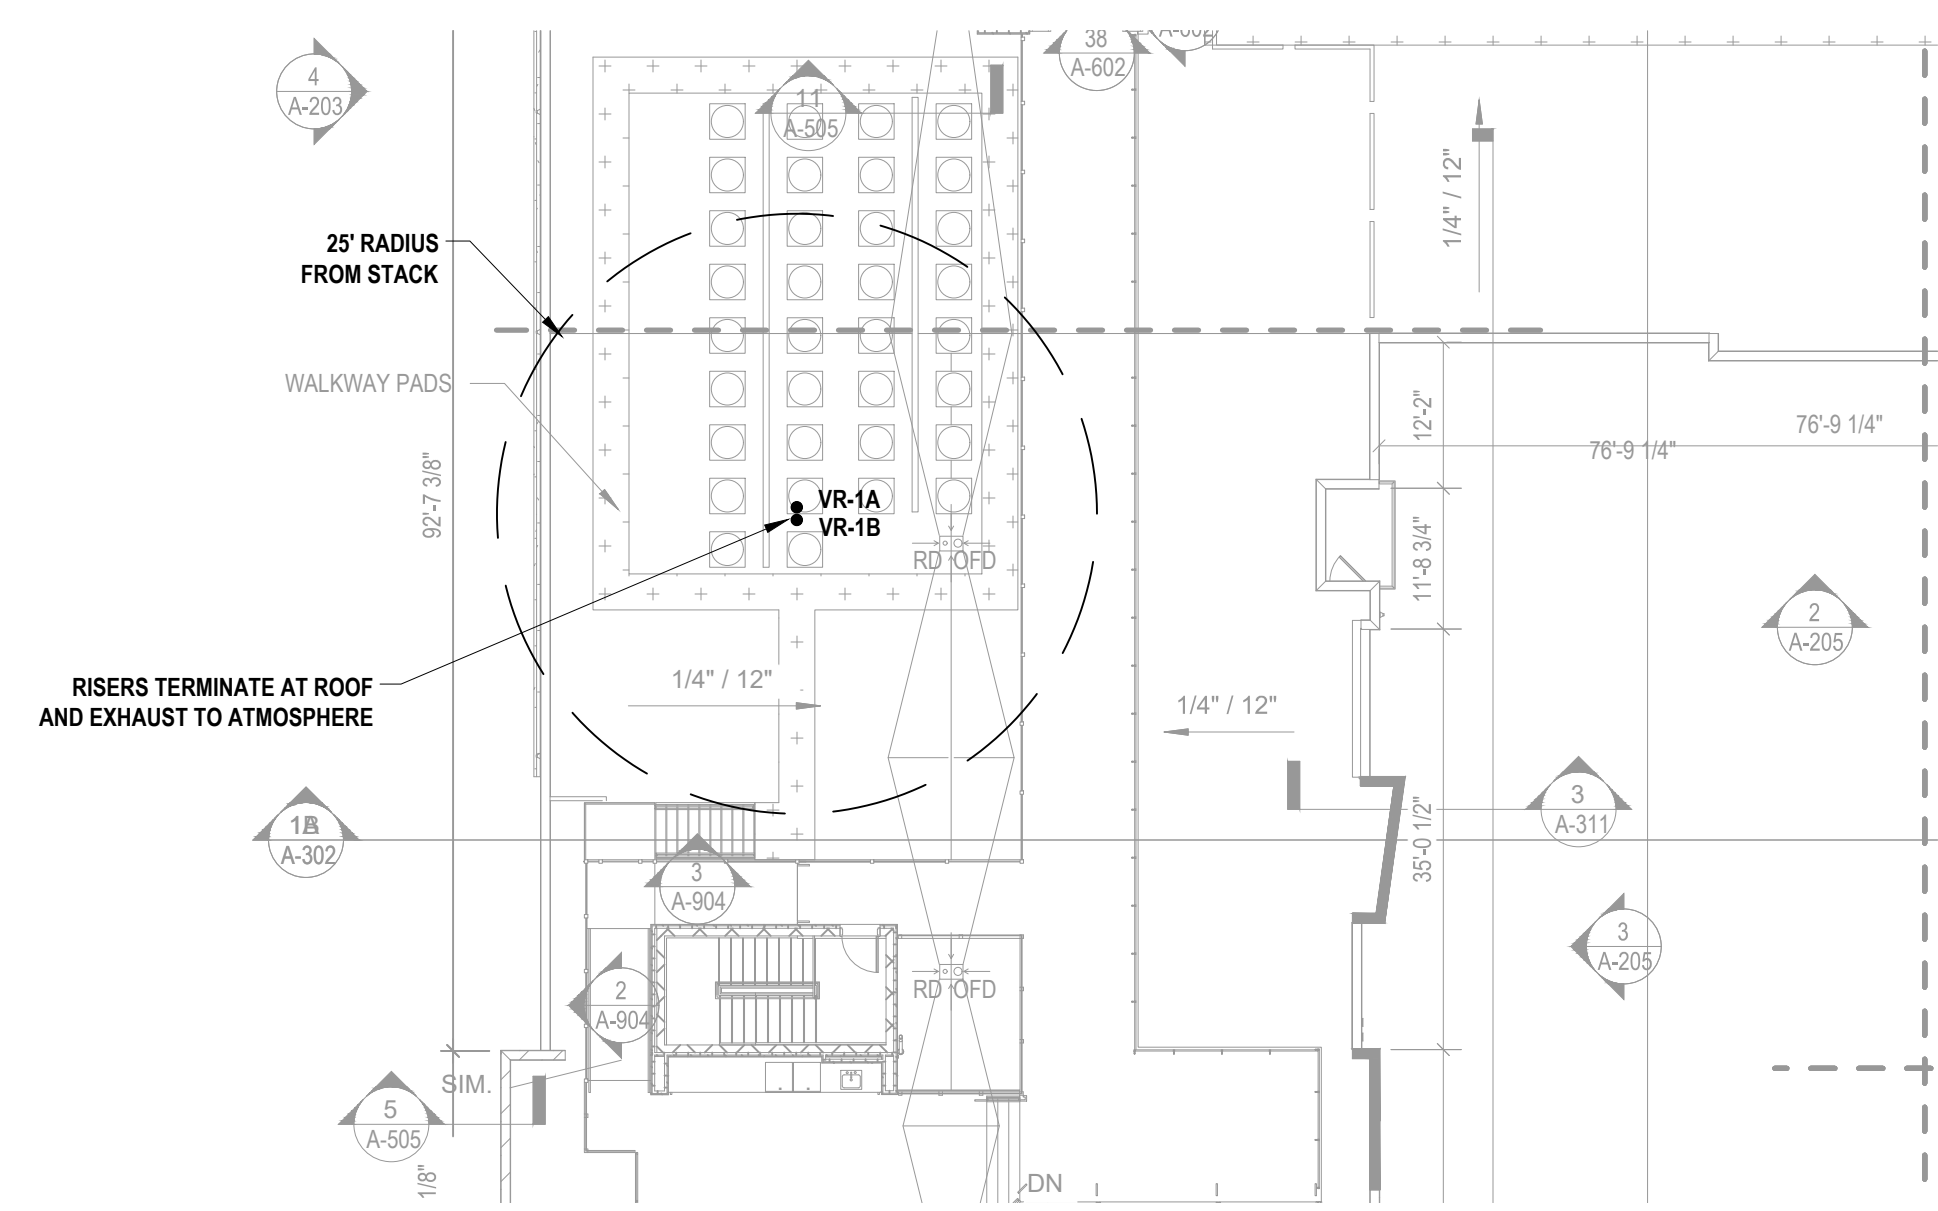 38
A-602
A-602
4
A-203
11
A-505
1/4" / 12"
25' RADIUS
FROM STACK
WALKWAY PADS
12'-2"
76'-9 1/4"
76'-9 1/4"
92'-7 3/8"
VR-1A
VR-1B
RD OFD
11'-8 3/4"
2
A-205
RISERS TERMINATE AT ROOF
AND EXHAUST TO ATMOSPHERE
1/4" / 12"
1/4" / 12"
3
A-311
A-302
35'-0 1/2"
3
A-904
3
A-205
RD OFD
2
A-904
SIM.
5
A-505
1/8"
DN